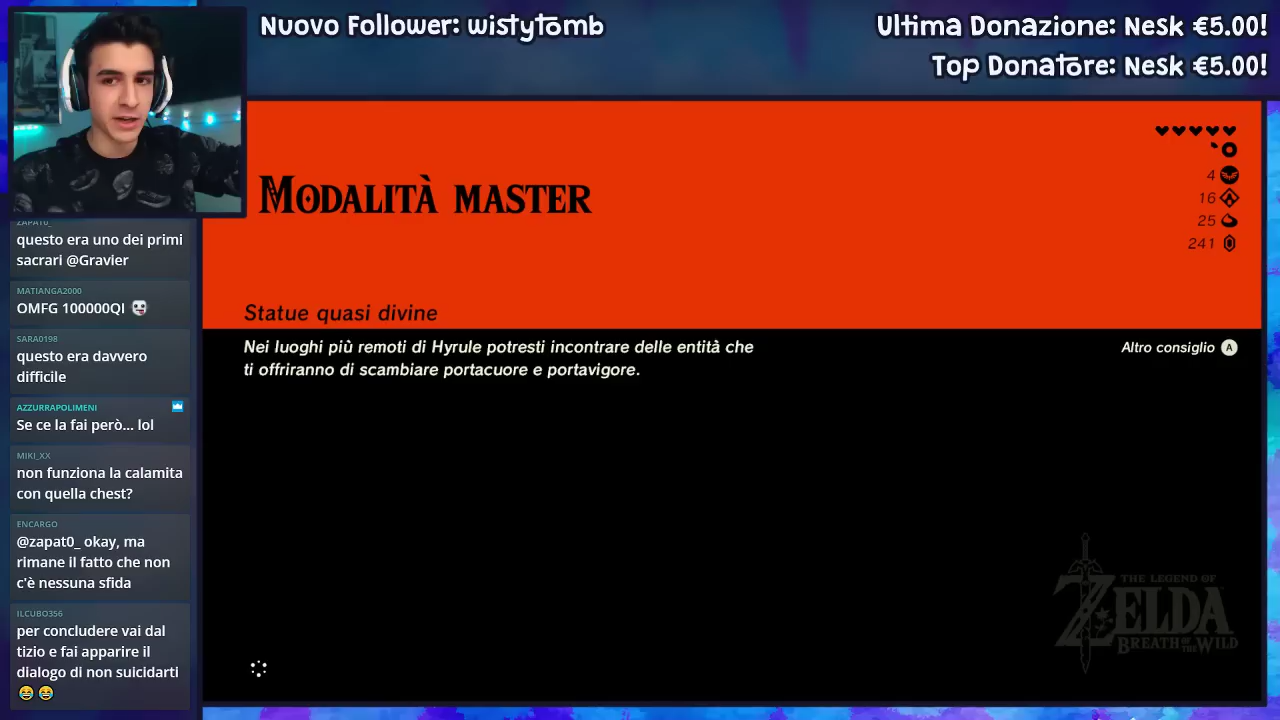 Nuovo Follower: wistytomb
Ultima Donazione: Nesk €5.00!
Top Donatore: Nesk €5.00!
MODALITÀ MASTER
4
16
25
241
Statue quasi divine
Nei luoghi più remoti di Hyrule potresti incontrare delle entità che
ti offriranno di scambiare portacuore e portavigore.
Altro consiglio A
ZAPAT0_
questo era uno dei primi
sacrari @Gravier
MATIANGA2000
OMFG 100000QI
SARA0198
questo era davvero
difficile
AZZURRAPOLIMENI
Se ce la fai però... lol
MIKI_XX
non funziona la calamita
con quella chest?
ENCARGO
@zapat0_ okay, ma
rimane il fatto che non
c'è nessuna sfida
ILCUBO356
per concludere vai dal
tizio e fai apparire il
dialogo di non suicidarti
THE LEGEND OF
ZELDA
BREATH OF THE WILD